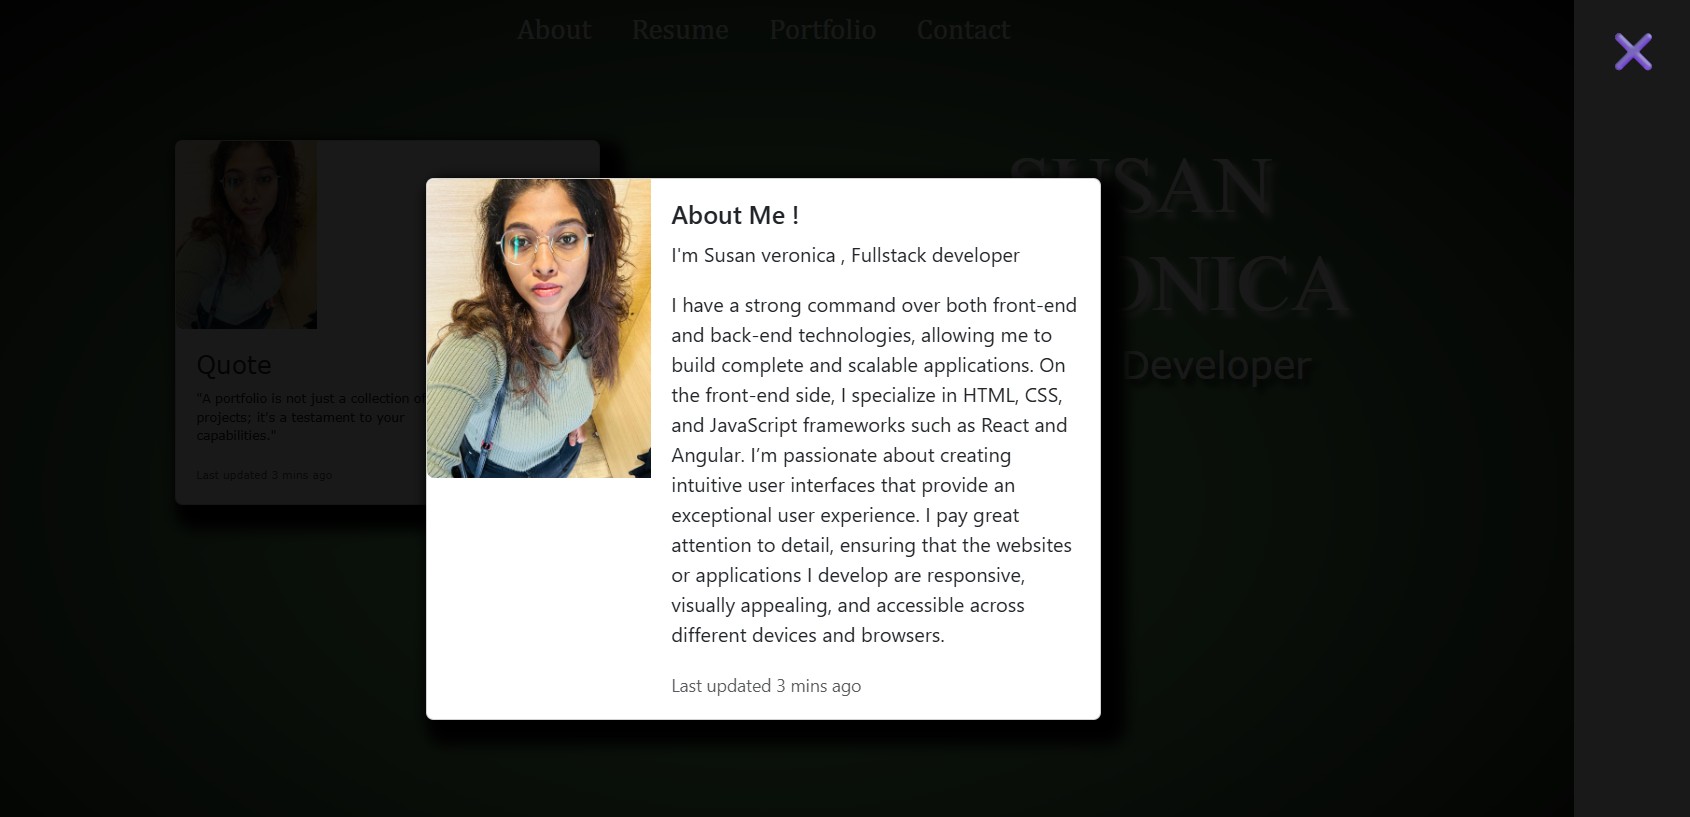 About Resume Portfolio Contact
SUSAN
ONICA
Developer
Quote
"A portfolio is not just a collection of
projects; it's a testament to your
capabilities."
Last updated 3 mins ago
About Me !
I'm Susan veronica , Fullstack developer
I have a strong command over both front-end
and back-end technologies, allowing me to
build complete and scalable applications. On
the front-end side, I specialize in HTML, CSS,
and JavaScript frameworks such as React and
Angular. I’m passionate about creating
intuitive user interfaces that provide an
exceptional user experience. I pay great
attention to detail, ensuring that the websites
or applications I develop are responsive,
visually appealing, and accessible across
different devices and browsers.
Last updated 3 mins ago